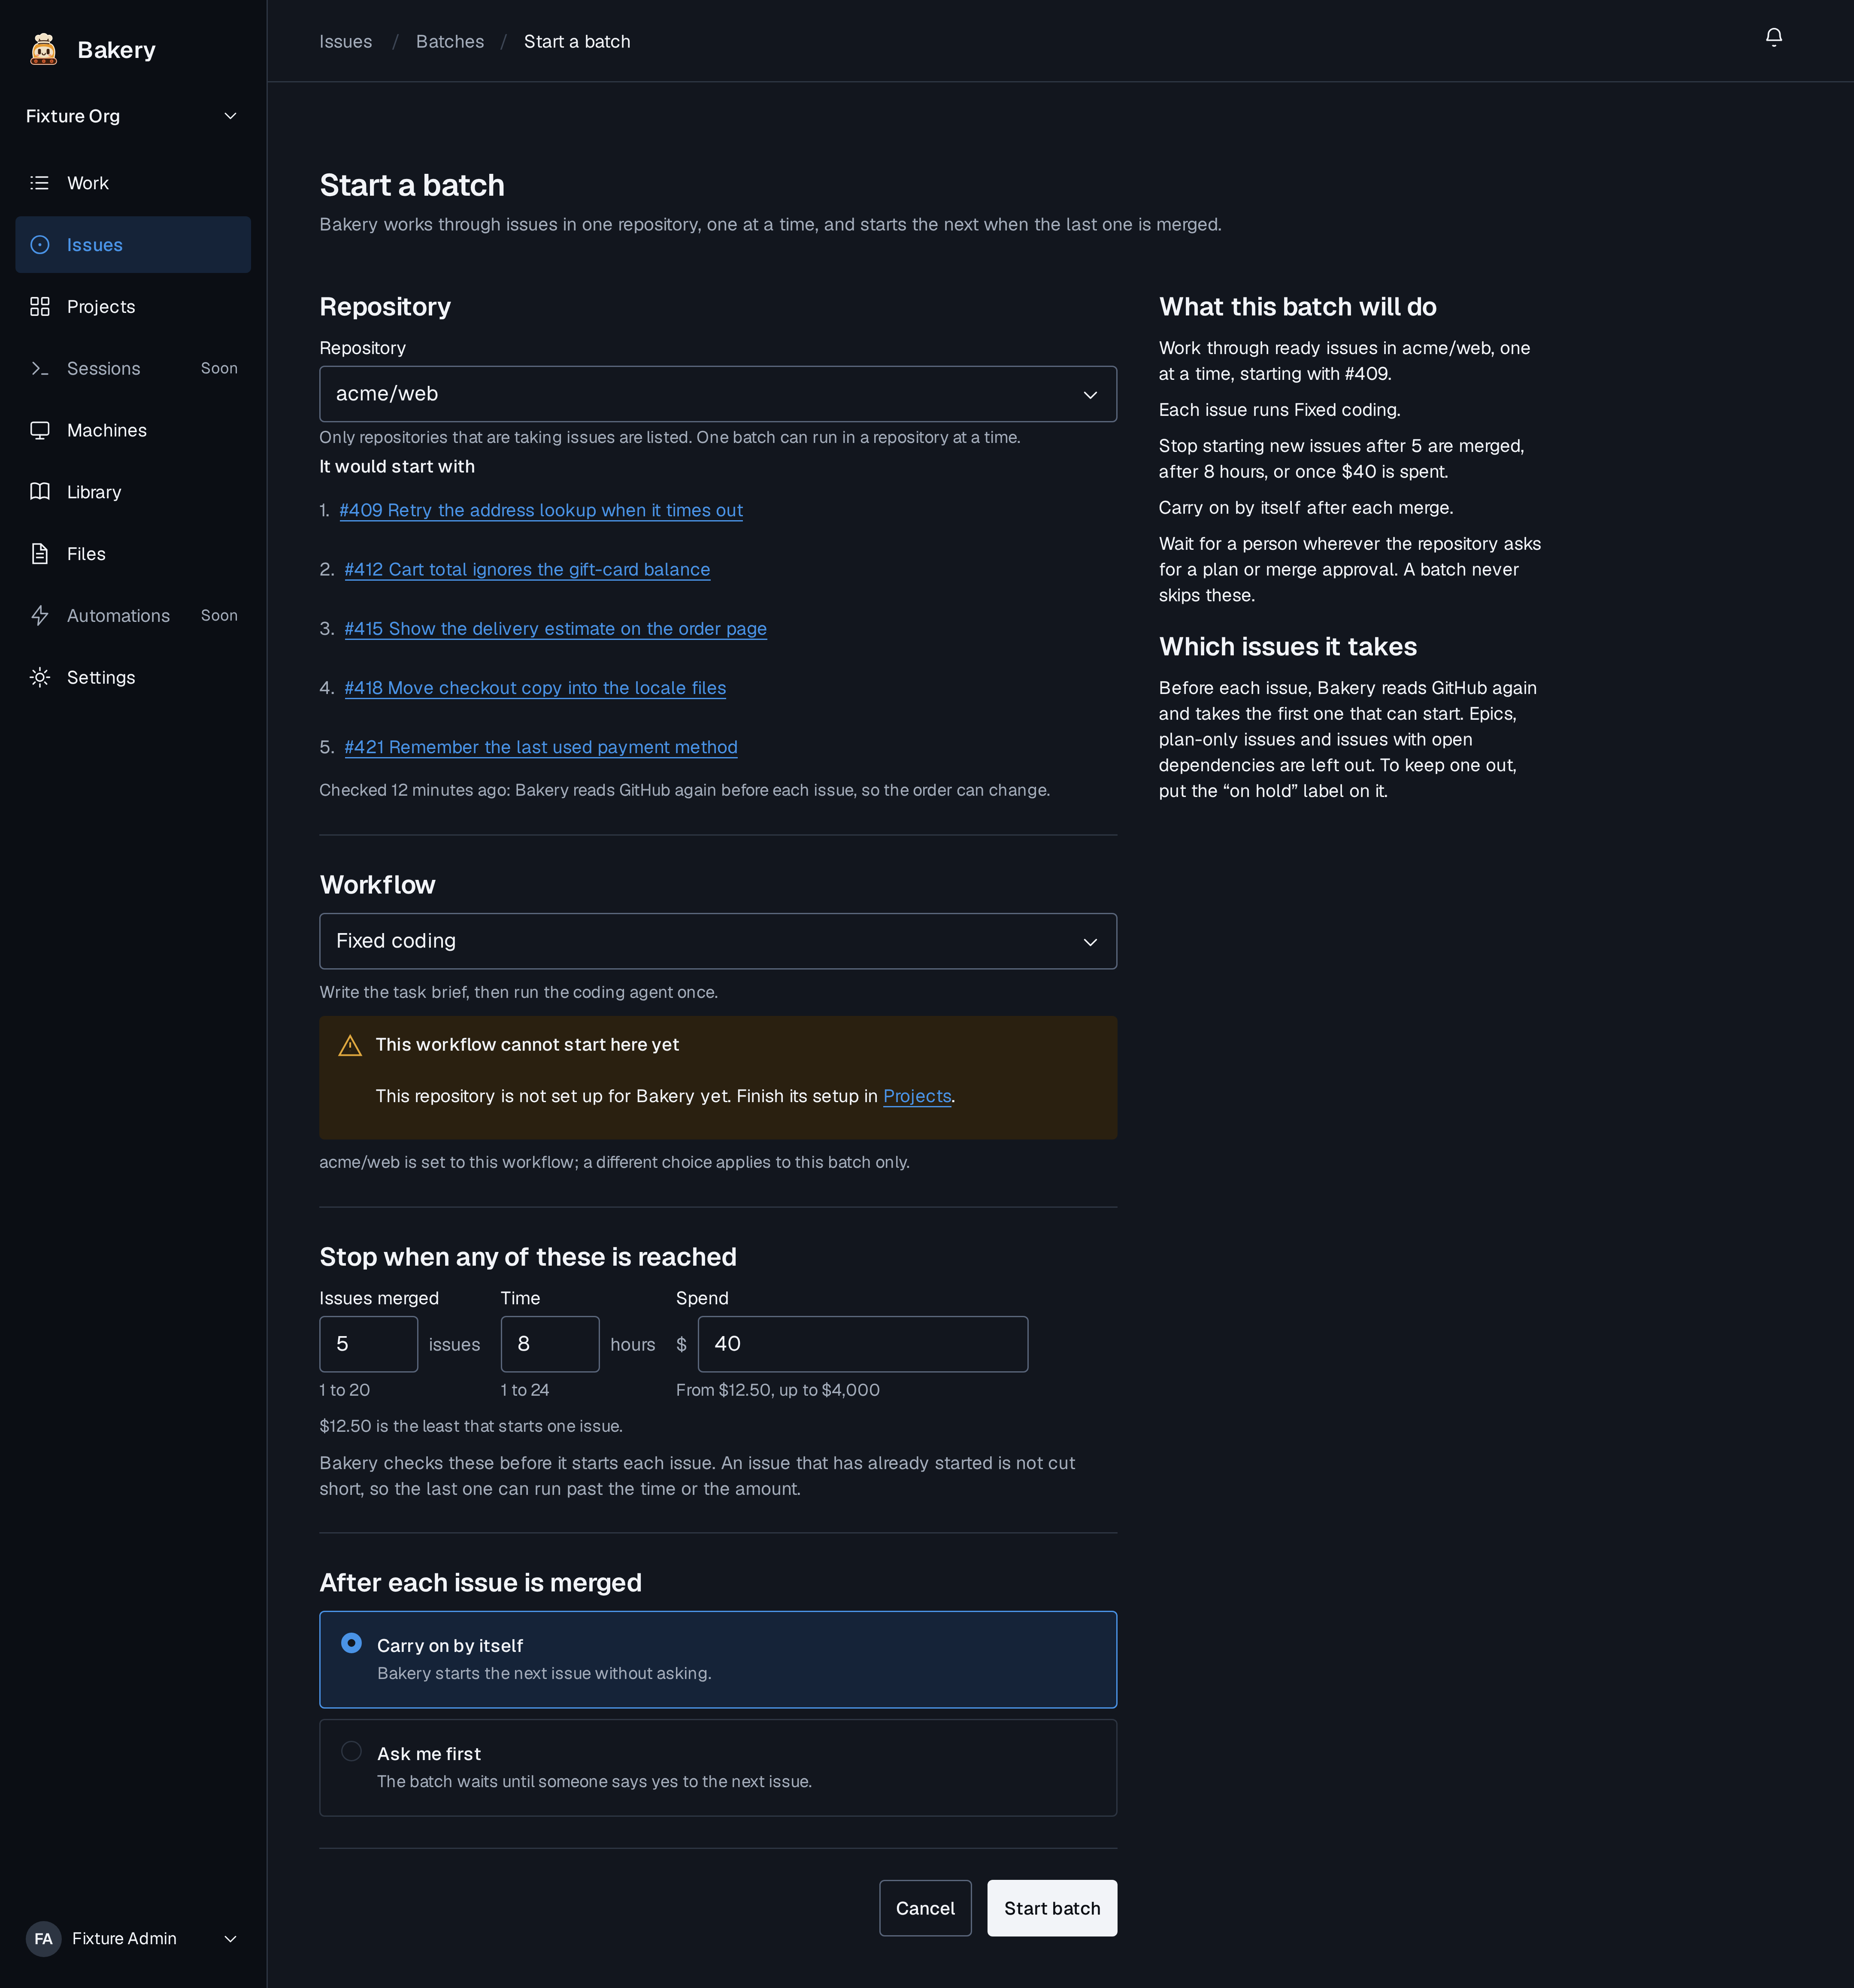 Bakery
Fixture Org
Work
Issues
Projects
Sessions Soon
Machines
Library
Files
Automations Soon
Settings
FA Fixture Admin
Issues / Batches / Start a batch
Start a batch
Bakery works through issues in one repository, one at a time, and starts the next when the last one is merged.
Repository
Repository
acme/web
Only repositories that are taking issues are listed. One batch can run in a repository at a time.
It would start with
1. #409 Retry the address lookup when it times out
2. #412 Cart total ignores the gift-card balance
3. #415 Show the delivery estimate on the order page
4. #418 Move checkout copy into the locale files
5. #421 Remember the last used payment method
Checked 12 minutes ago: Bakery reads GitHub again before each issue, so the order can change.
Workflow
Fixed coding
Write the task brief, then run the coding agent once.
This workflow cannot start here yet
This repository is not set up for Bakery yet. Finish its setup in Projects.
acme/web is set to this workflow; a different choice applies to this batch only.
Stop when any of these is reached
Issues merged Time Spend
5 issues 8 hours $ 40
1 to 20 1 to 24 From $12.50, up to $4,000
$12.50 is the least that starts one issue.
Bakery checks these before it starts each issue. An issue that has already started is not cut
short, so the last one can run past the time or the amount.
After each issue is merged
Carry on by itself
Bakery starts the next issue without asking.
Ask me first
The batch waits until someone says yes to the next issue.
Cancel Start batch
What this batch will do
Work through ready issues in acme/web, one
at a time, starting with #409.
Each issue runs Fixed coding.
Stop starting new issues after 5 are merged,
after 8 hours, or once $40 is spent.
Carry on by itself after each merge.
Wait for a person wherever the repository asks
for a plan or merge approval. A batch never
skips these.
Which issues it takes
Before each issue, Bakery reads GitHub again
and takes the first one that can start. Epics,
plan-only issues and issues with open
dependencies are left out. To keep one out,
put the “on hold” label on it.